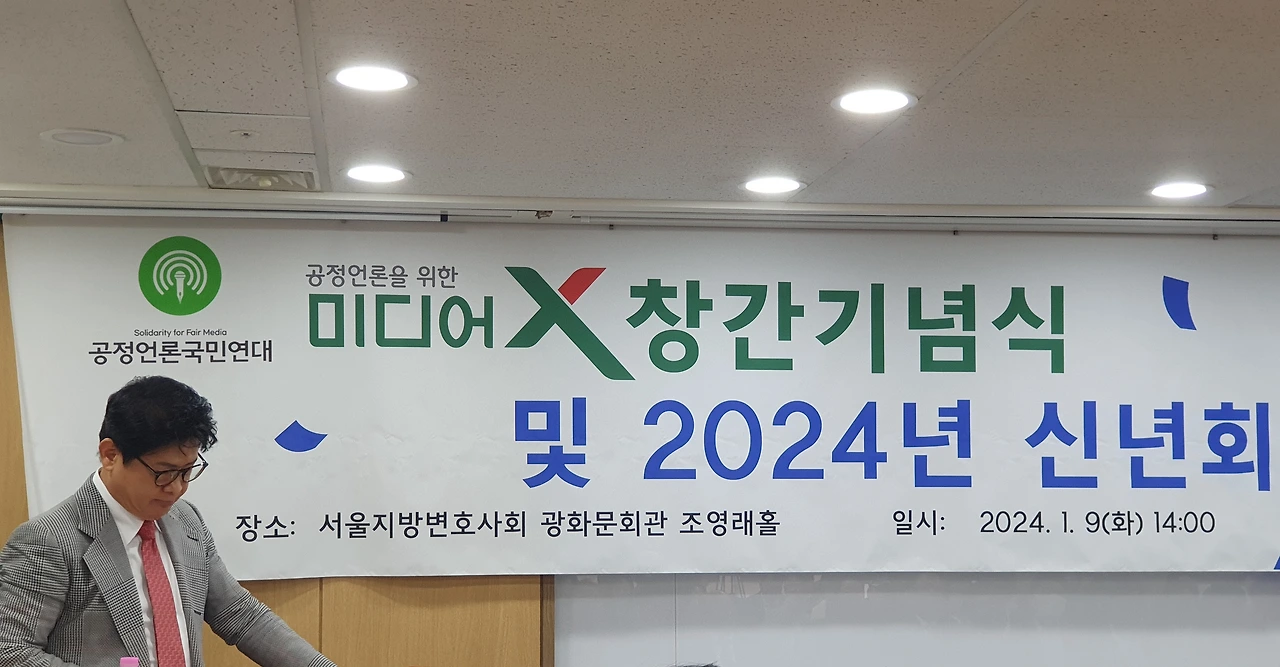 Solidarity for Fair Media
공정언론국민연대
공정언론을 위한
미디어X 창간기념식
및 2024년 신년회
장소: 서울지방변호사회 광화문회관 조영래홀
일시: 2024. 1. 9(화) 14:00